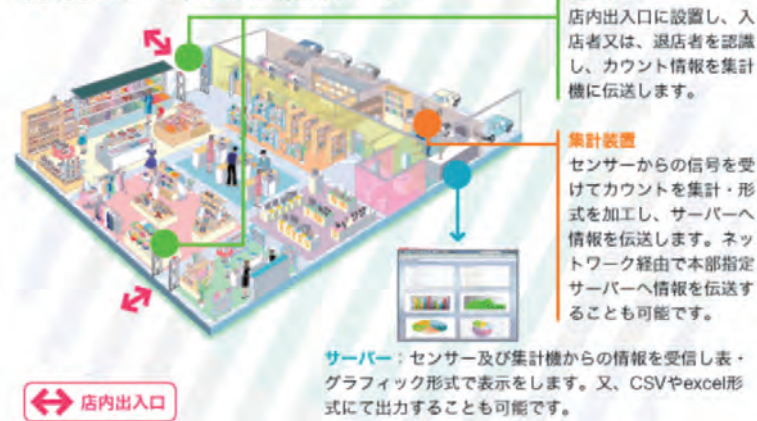 店内出入口に設置し、入
店者又は、退店者を認識
し、カウント情報を集計
機に伝送します。
集計装置
センサーからの信号を受
けてカウントを集計・形
式を加工し、サーバーへ
情報を伝送します。ネッ
トワーク経由で本部指定
サーバーへ情報を伝送す
ることも可能です。
サーバー：センサー及び集計機からの情報を受信し表・
グラフィック形式で表示をします。又、CSVやexcel形
式にて出力することも可能です。
店内出入口